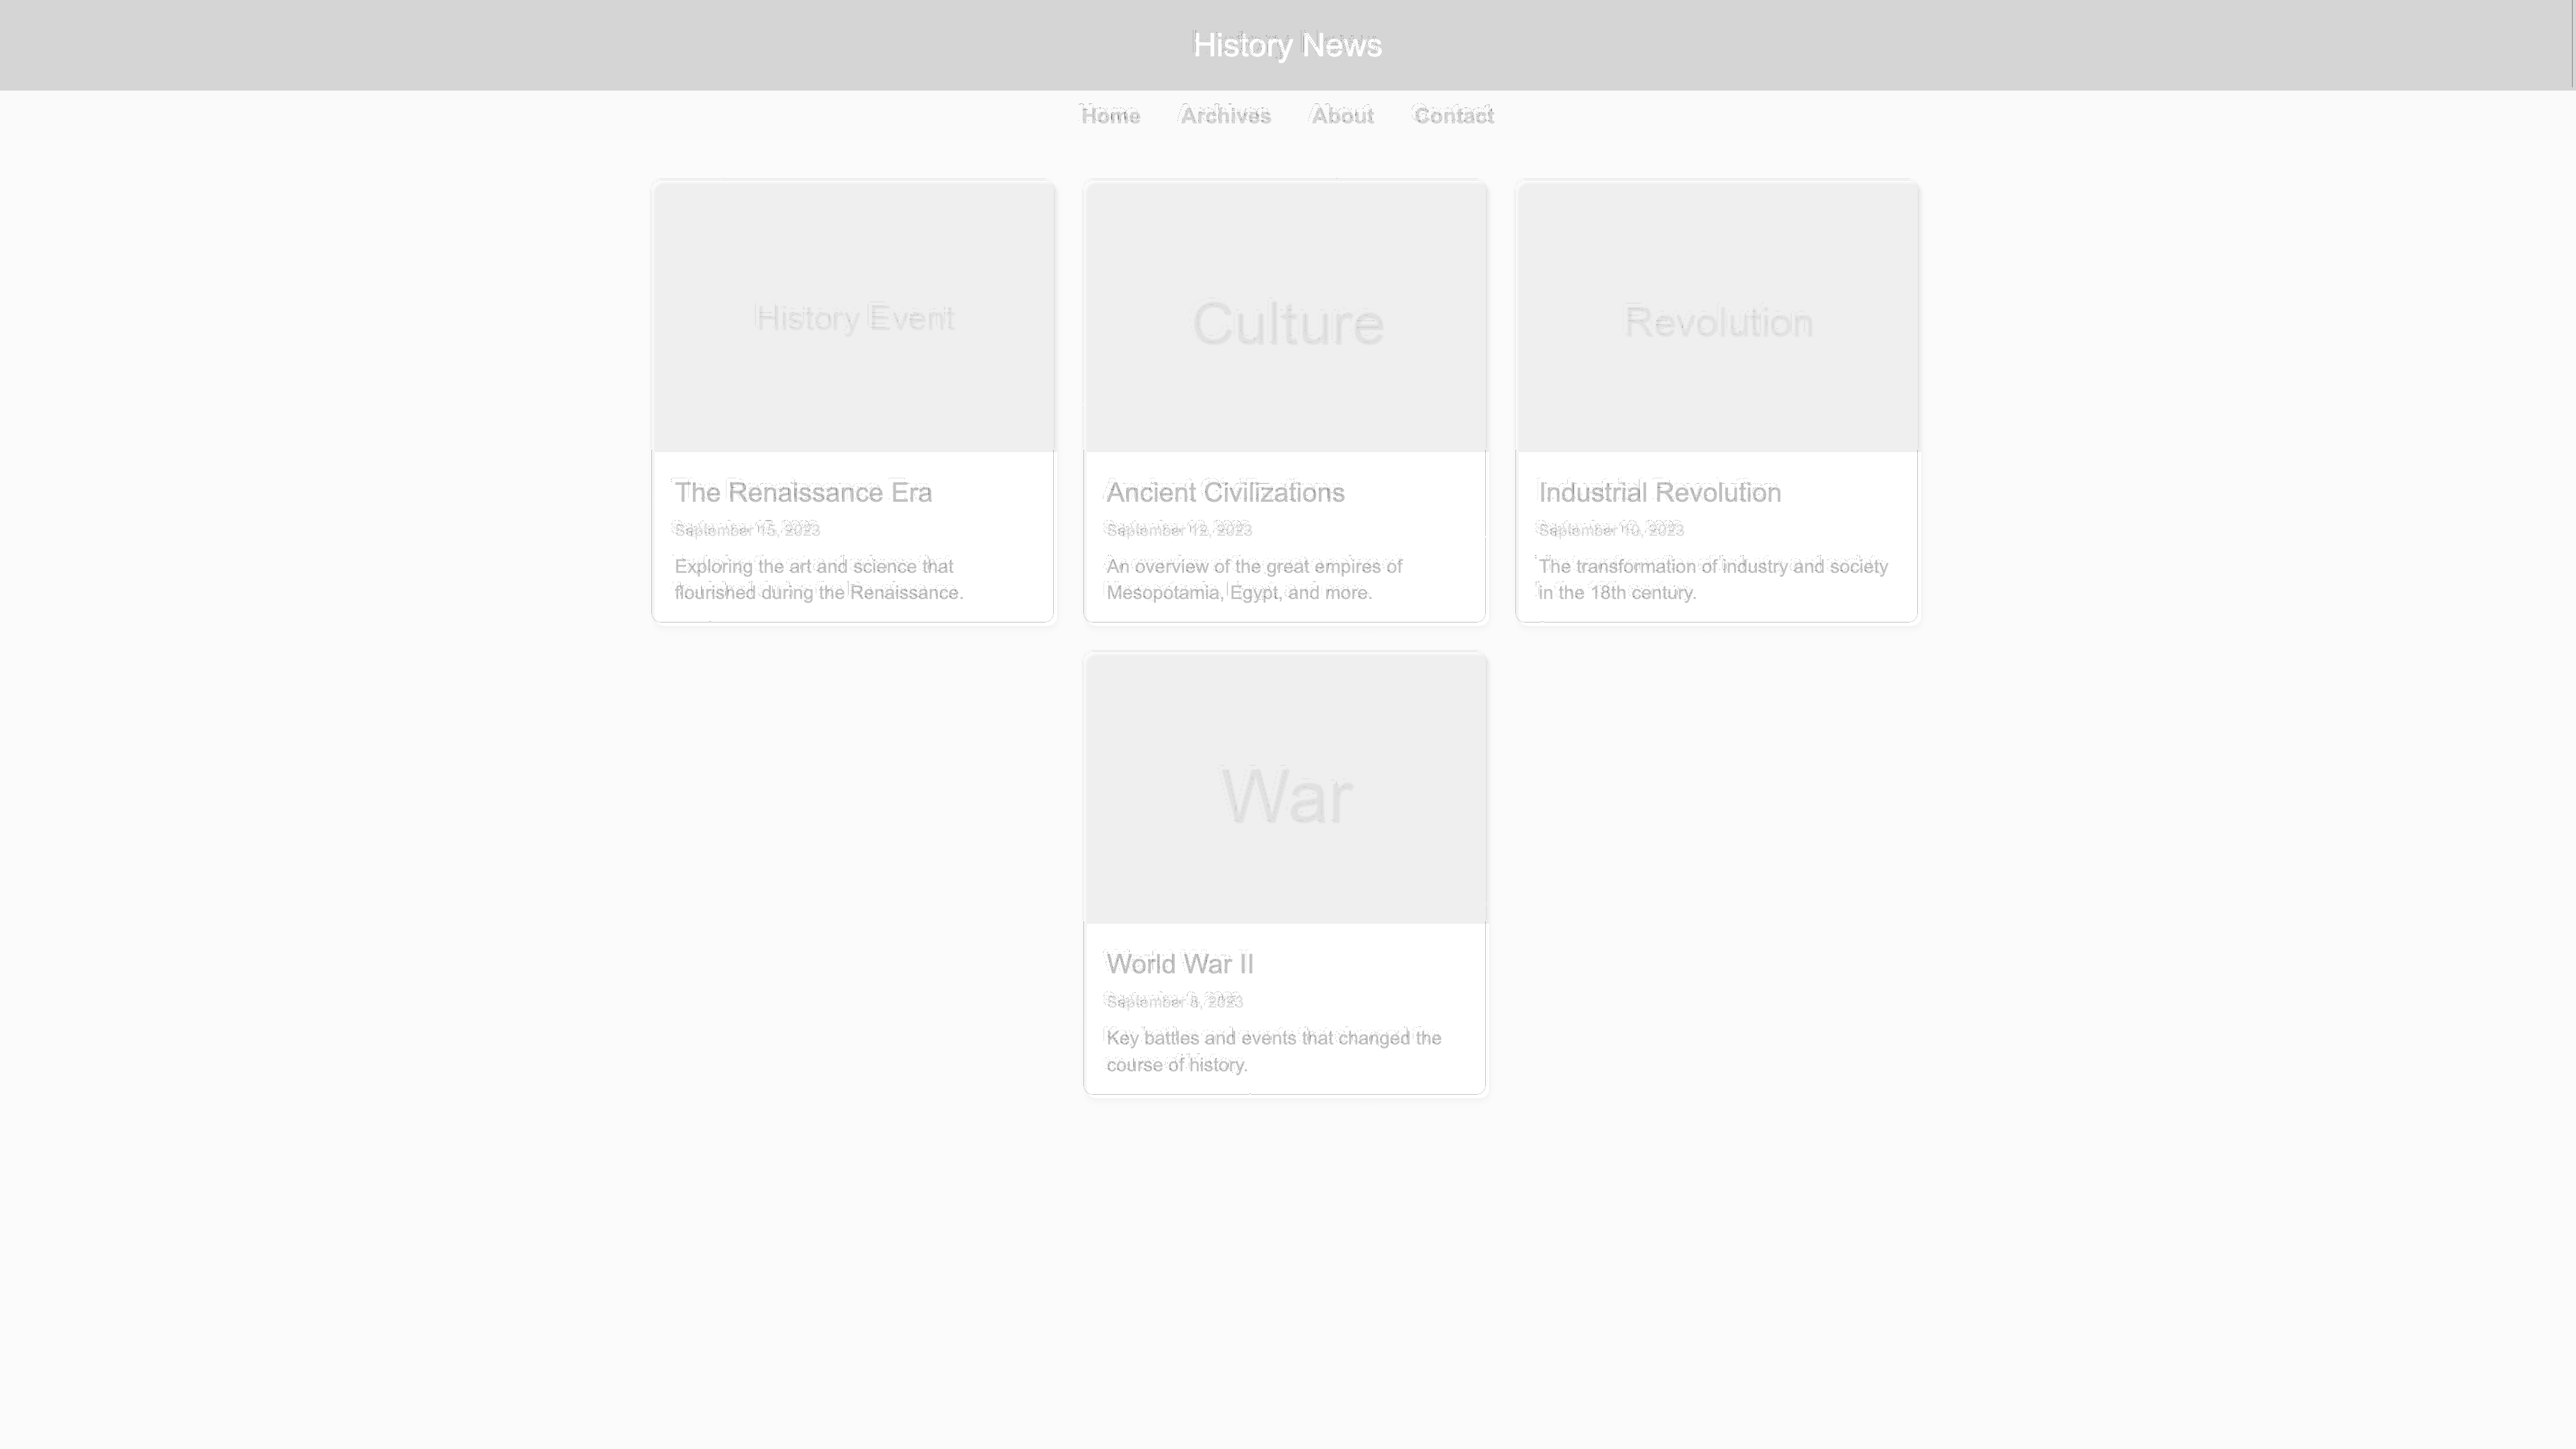 History News
Home Archives About Contact
History Event
Culture
Revolution
The Renaissance Era
September 15, 2023
Exploring the art and science that
flourished during the Renaissance.
Ancient Civilizations
September 12, 2023
An overview of the great empires of
Mesopotamia, Egypt, and more.
Industrial Revolution
September 10, 2023
The transformation of industry and society
in the 18th century.
War
World War II
September 8, 2023
Key battles and events that changed the
course of history.